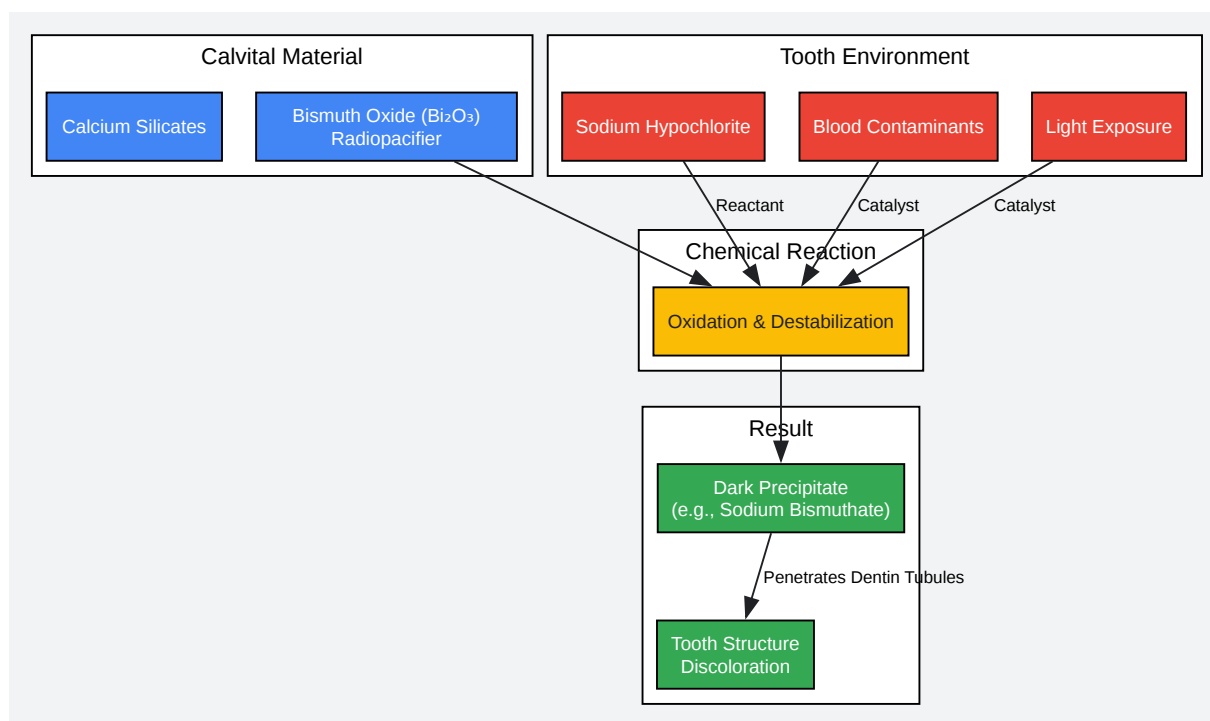 Calvital Material
Tooth Environment
Calcium Silicates
Bismuth Oxide (Bi₂O₃)
Radiopacifier
Sodium Hypochlorite
Blood Contaminants
Light Exposure
Reactant
Catalyst
Catalyst
Chemical Reaction
Oxidation & Destabilization
Result
Dark Precipitate
(e.g., Sodium Bismuthate)
Penetrates Dentin Tubules
Tooth Structure
Discoloration